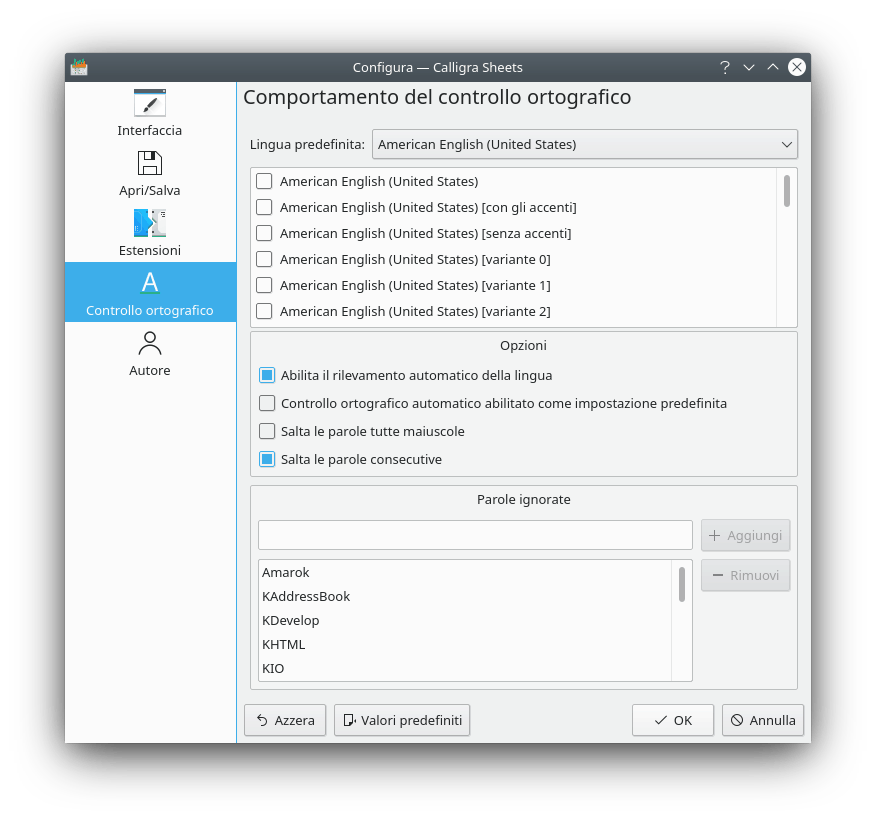 Configura — Calligra Sheets
Interfaccia
Apri/Salva
Estensioni
Controllo ortografico
Autore
Comportamento del controllo ortografico
Lingua predefinita: American English (United States)
American English (United States)
American English (United States) [con gli accenti]
American English (United States) [senza accenti]
American English (United States) [variante 0]
American English (United States) [variante 1]
American English (United States) [variante 2]
Opzioni
Abilita il rilevamento automatico della lingua
Controllo ortografico automatico abilitato come impostazione predefinita
Salta le parole tutte maiuscole
Salta le parole consecutive
Parole ignorate
Aggiungi
Rimuovi
Amarok
KAddressBook
KDevelop
KHTML
KIO
Azzera
Valori predefiniti
OK
Annulla